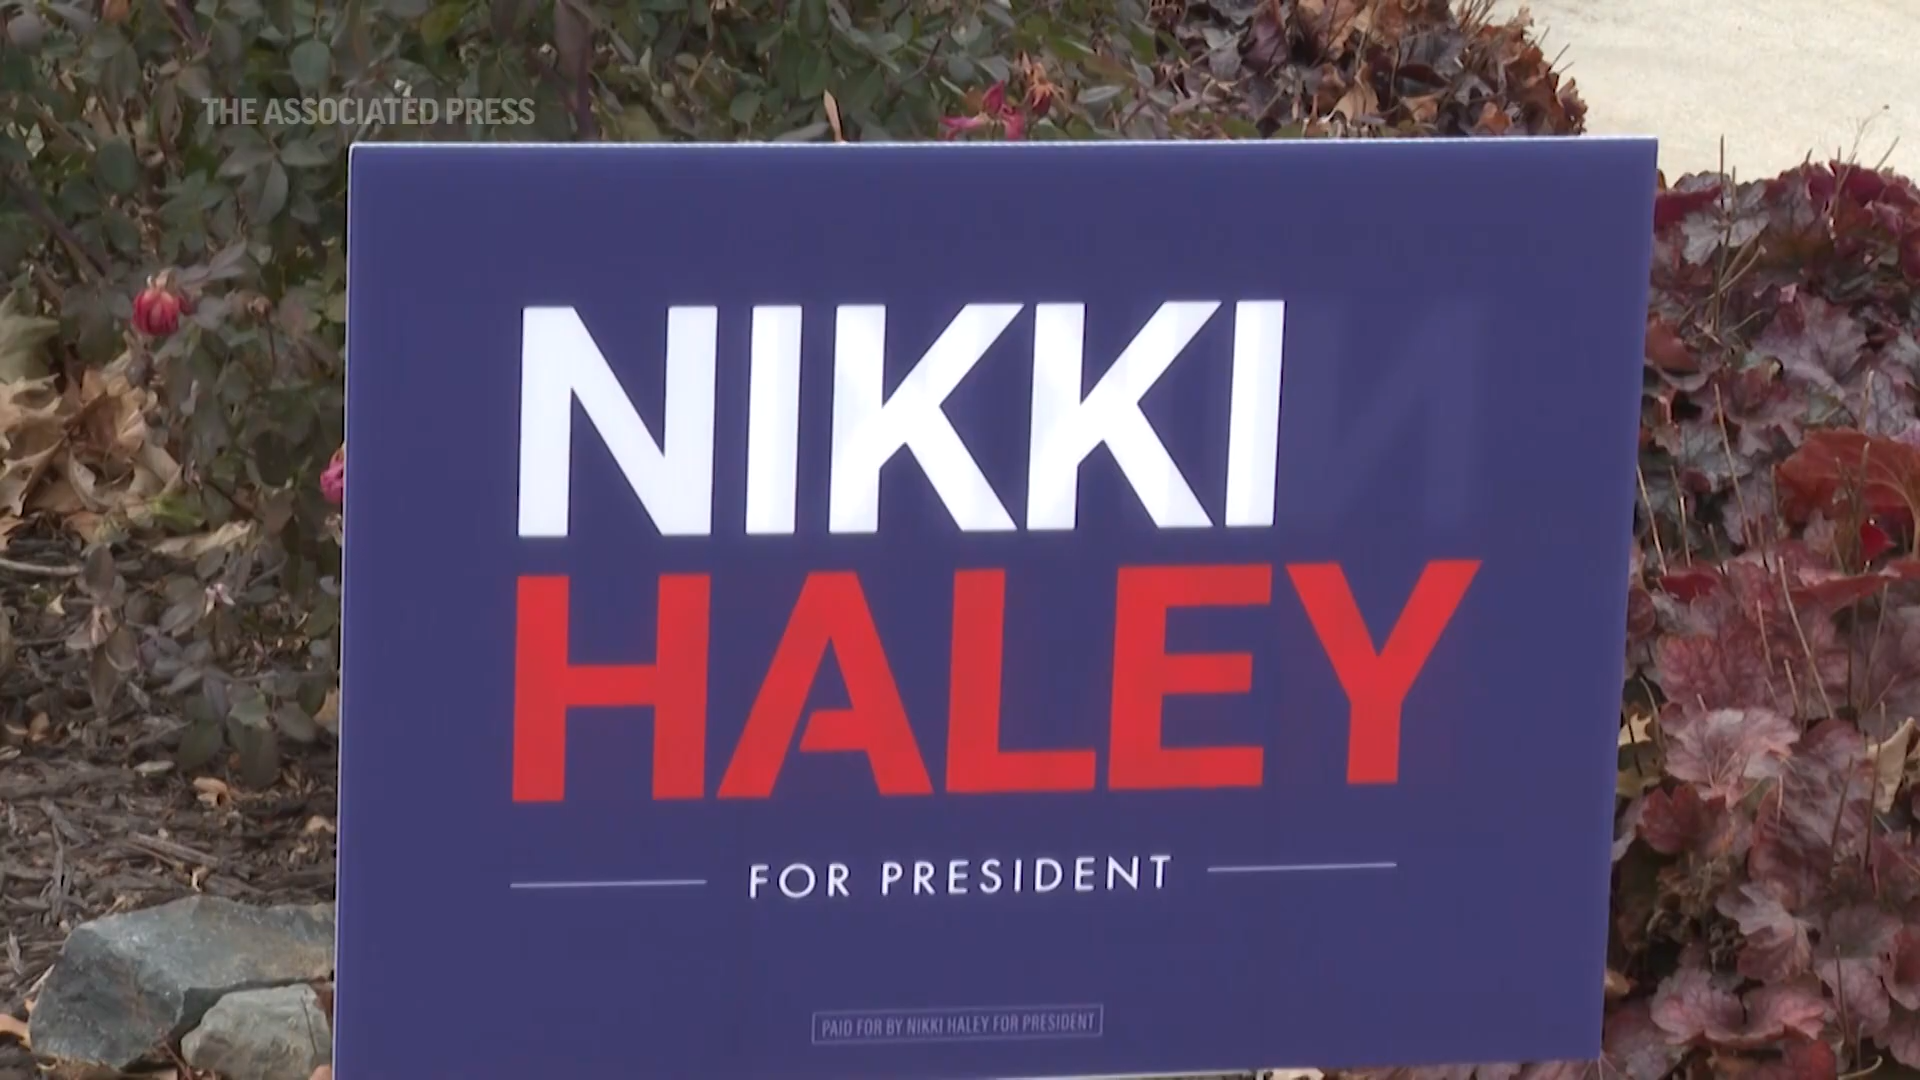 THE ASSOCIATED PRESS
NIKKI
HALEY
FOR PRESIDENT
PAID FOR BY NIKKI HALEY FOR PRESIDENT